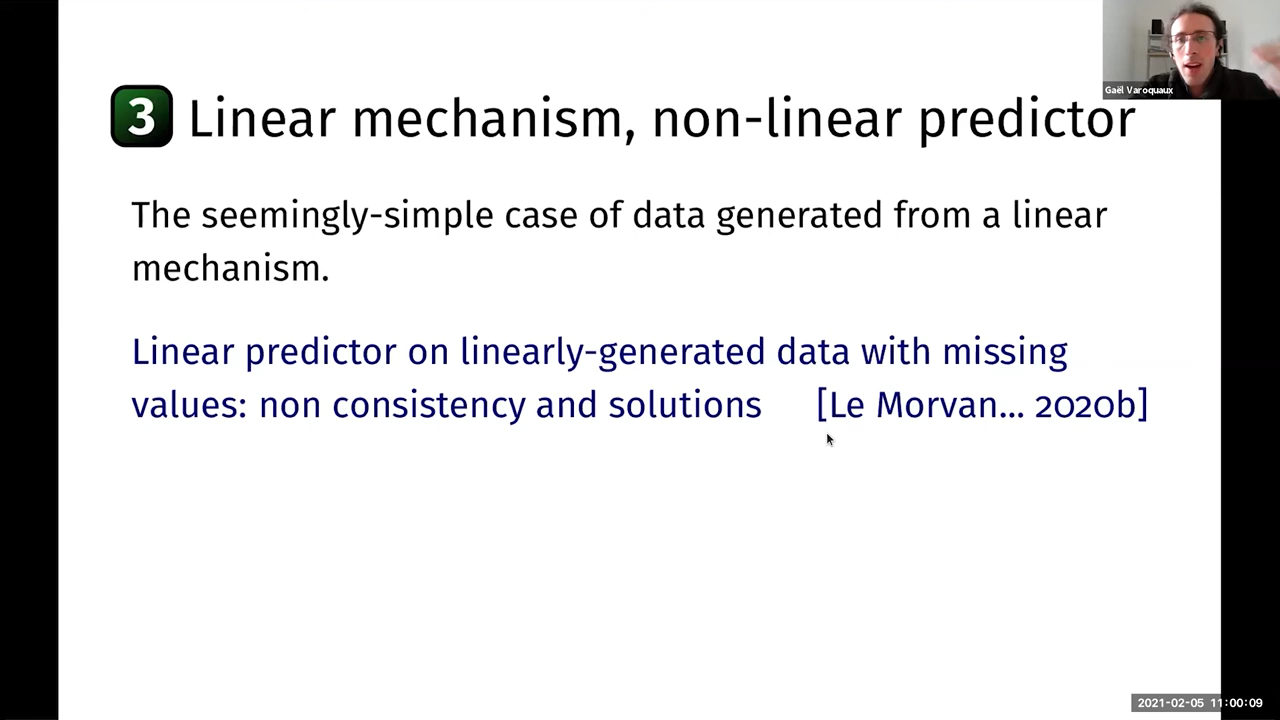 Gaël Varoquaux
3 Linear mechanism, non-linear predictor
The seemingly-simple case of data generated from a linear
mechanism.
Linear predictor on linearly-generated data with missing
values: non consistency and solutions [Le Morvan... 2020b]
2021-02-05 11:00:09